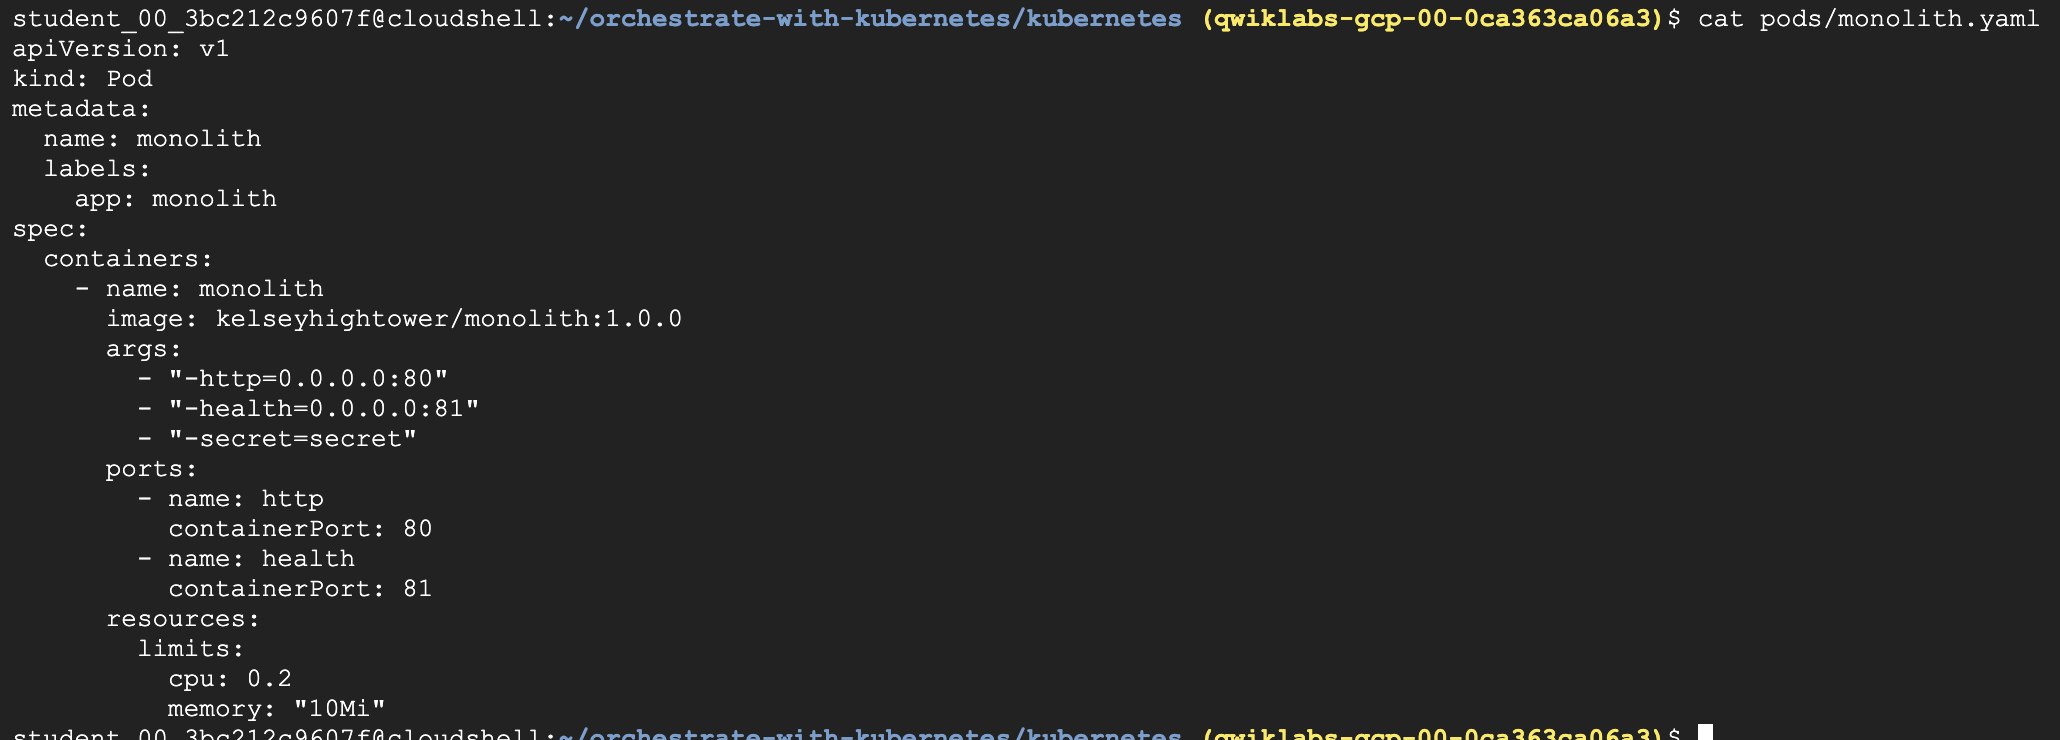 student_00_3bc212c9607f@cloudshell:~/orchestrate-with-kubernetes/kubernetes (qwiklabs-gcp-00-0ca363ca06a3)$ cat pods/monolith.yaml
apiVersion: v1
kind: Pod
metadata:
  name: monolith
  labels:
    app: monolith
spec:
  containers:
    - name: monolith
      image: kelseyhightower/monolith:1.0.0
      args:
        - "-http=0.0.0.0:80"
        - "-health=0.0.0.0:81"
        - "-secret=secret"
      ports:
        - name: http
          containerPort: 80
        - name: health
          containerPort: 81
      resources:
        limits:
          cpu: 0.2
          memory: "10Mi"
student_00_3bc212c9607f@cloudshell:~/orchestrate-with-kubernetes/kubernetes (qwiklabs-gcp-00-0ca363ca06a3)$